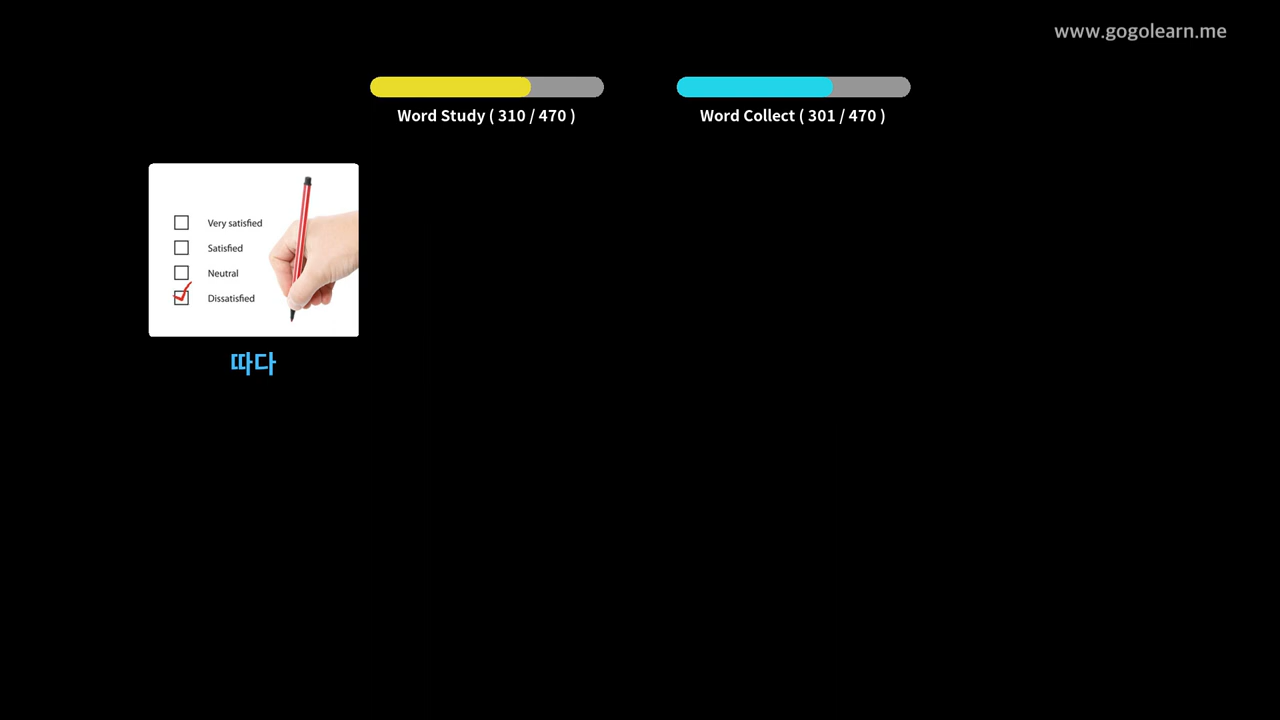 www.gogolearn.me
Word Study ( 310 / 470 )
Word Collect ( 301 / 470 )
Very satisfied
Satisfied
Neutral
Dissatisfied
따다